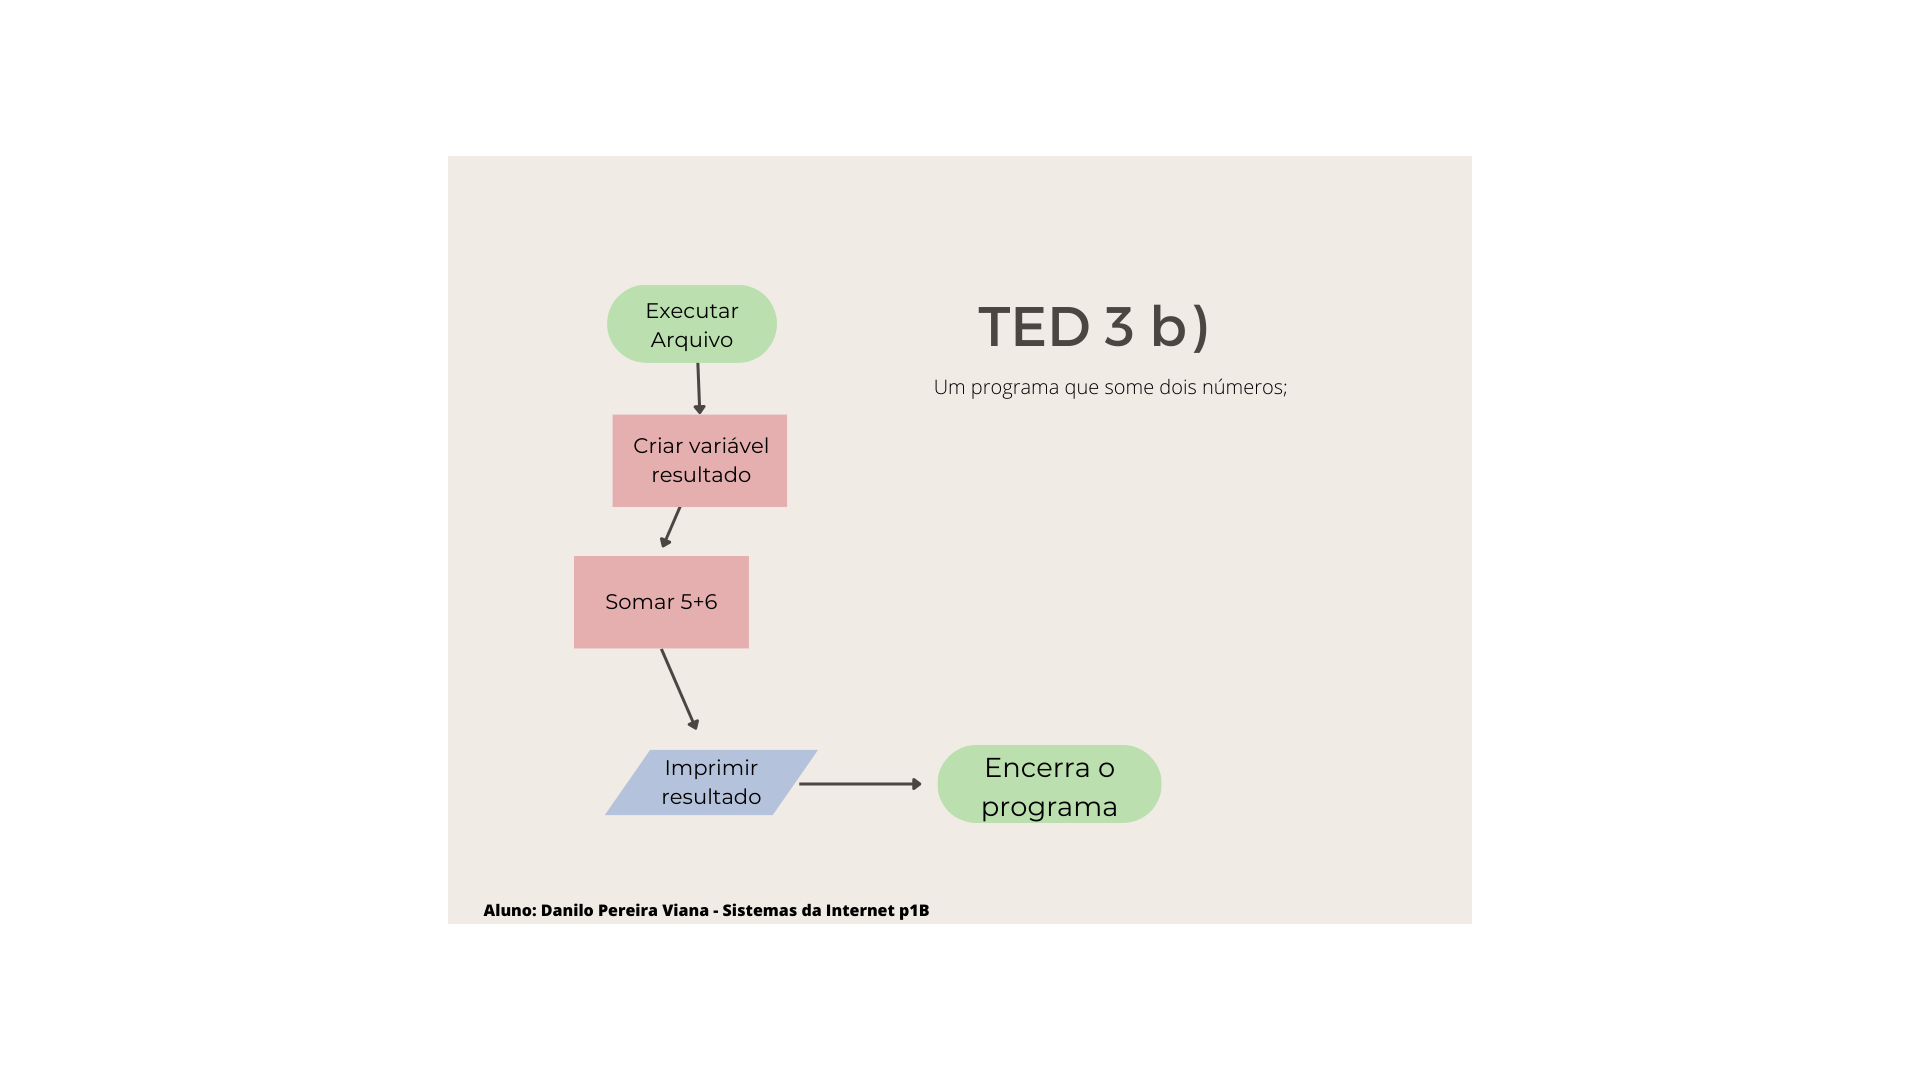 Executar
Arquivo
TED 3 b)
Um programa que some dois números;
Criar variável
resultado
Somar 5+6
Imprimir
resultado
Encerra o
programa
Aluno: Danilo Pereira Viana - Sistemas da Internet p1B